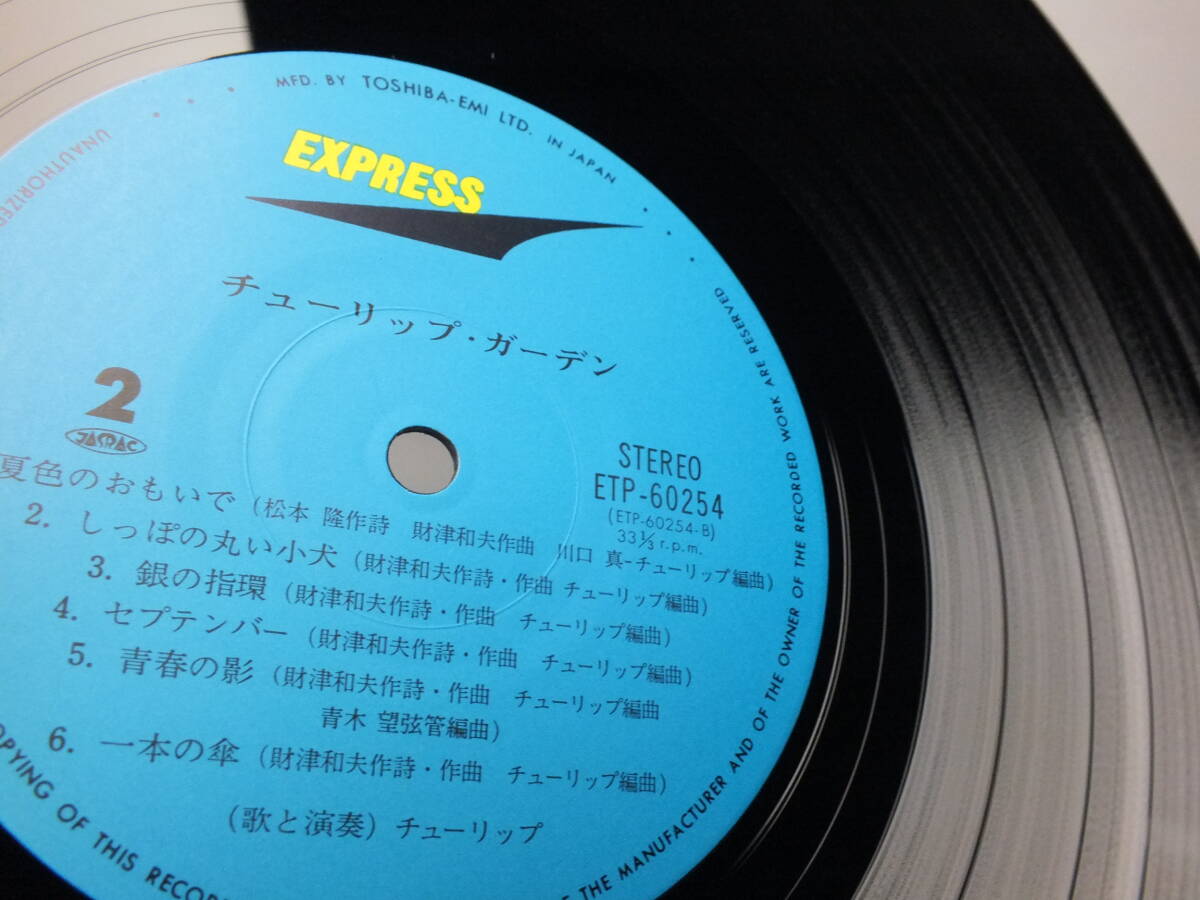 MFD. BY TOSHIBA-EMI LTD. IN JAPAN
EXPRESS
チューリップ・ガーデン
2
JASRAC
STEREO
ETP-60254
(ETP-60254-B)
33⅓ r.p.m.
夏色のおもいで (松本 隆作詩 財津和夫作曲 川口 真-チューリップ編曲)
2. しっぽの丸い小犬 (財津和夫作詩・作曲 チューリップ編曲)
3. 銀の指環 (財津和夫作詩・作曲 チューリップ編曲)
4. セプテンバー (財津和夫作詩・作曲 チューリップ編曲)
5. 青春の影 (財津和夫作詩・作曲 チューリップ編曲
青木 望弦管編曲)
6. 一本の傘 (財津和夫作詩・作曲 チューリップ編曲)
(歌と演奏) チューリップ
UNAUTHORIZED
OPYING OF THIS RECOR
THE MANUFACTURER AND OF THE OWNER OF THE RECORDED WORK ARE RESERVED